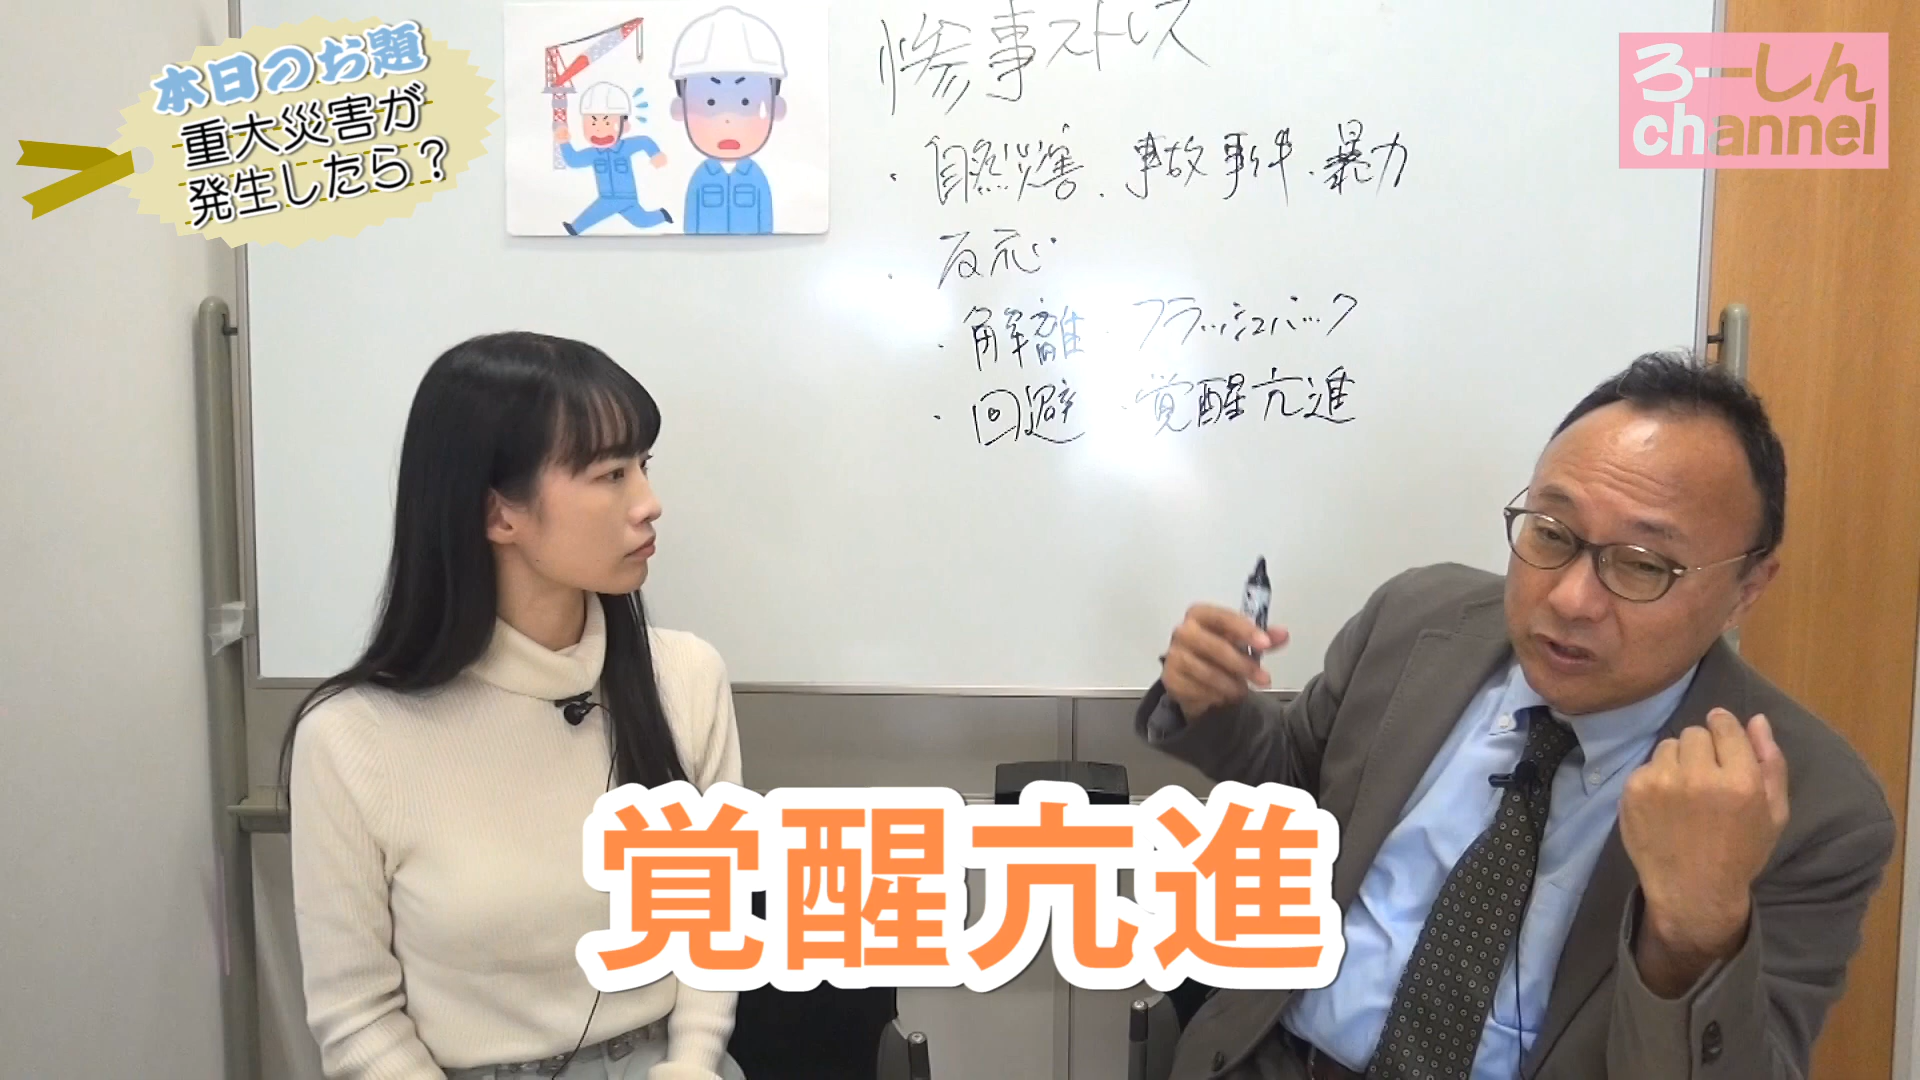 本日のお題
重大災害が
発生したら?
ろーしん
channel
惨事ストレス
・自然災害、事故事件、暴力
・反応
・解離 ・フラッシュバック
・回避 ・覚醒亢進
覚醒亢進